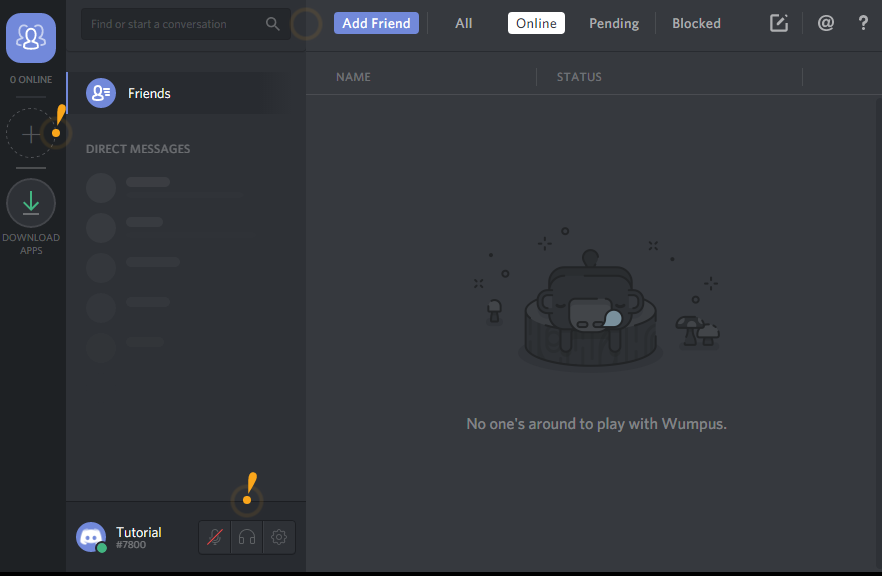 Find or start a conversation
Add Friend
All
Online
Pending
Blocked
@
?
0 ONLINE
Friends
NAME
STATUS
DIRECT MESSAGES
DOWNLOAD
APPS
No one's around to play with Wumpus.
Tutorial
#7800